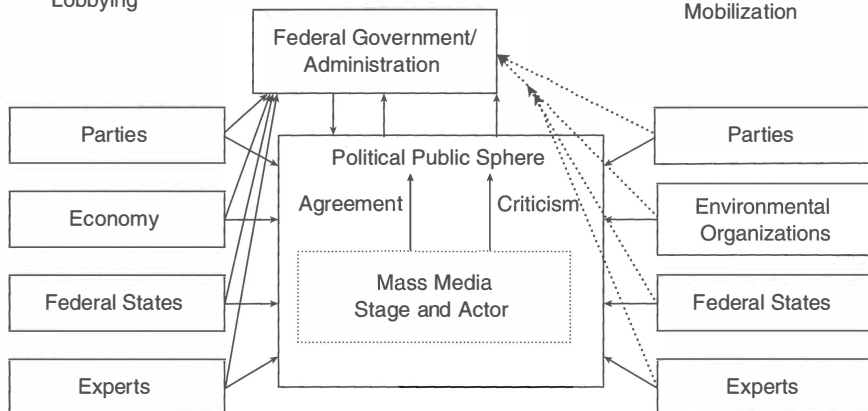 Lobbying
Mobilization
Federal Government/
Administration
Parties
Economy
Federal States
Experts
Political Public Sphere
Agreement
Criticism
Mass Media
Stage and Actor
Parties
Environmental
Organizations
Federal States
Experts